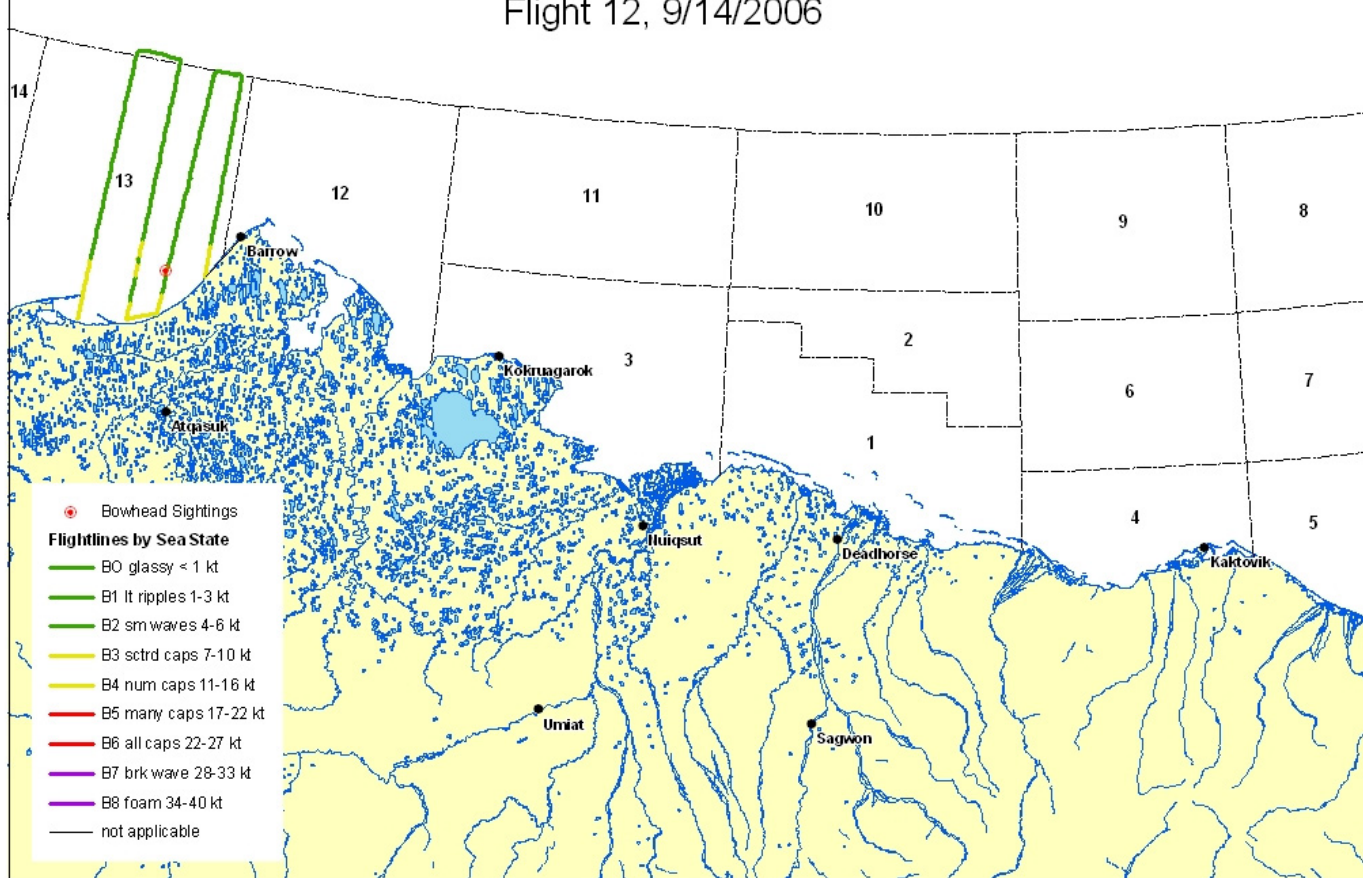 Flight 12, 9/14/2006
14
13
12
11
10
9
8
Barrow
3
2
Kokruagarok
6
7
Atqasuk
1
4
5
Nuiqsut
Deadhorse
Kaktovik
Umiat
Sagwon
Bowhead Sightings
Flightlines by Sea State
B0 glassy < 1 kt
B1 lt ripples 1-3 kt
B2 sm waves 4-6 kt
B3 sctrd caps 7-10 kt
B4 num caps 11-16 kt
B5 many caps 17-22 kt
B6 all caps 22-27 kt
B7 brk wave 28-33 kt
B8 foam 34-40 kt
not applicable